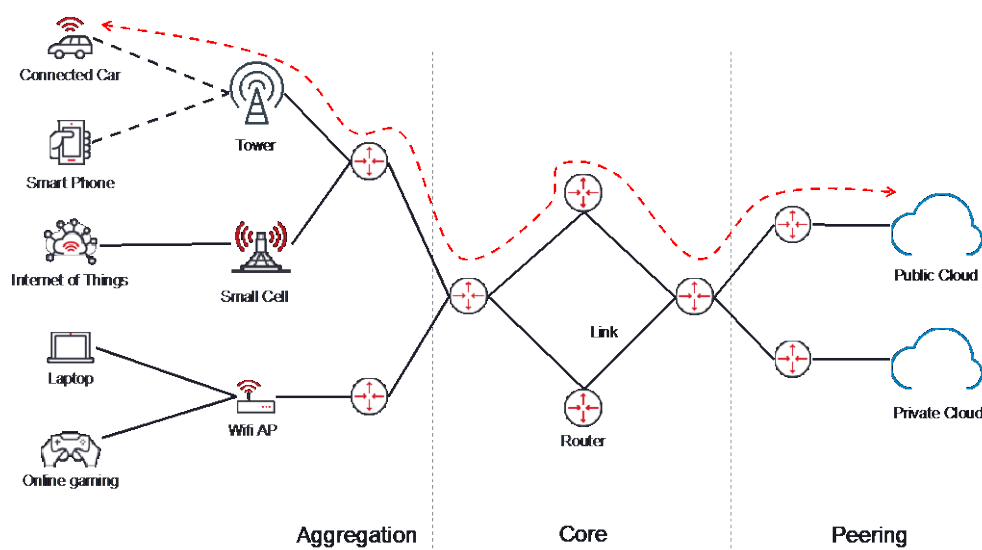 Connected Car
Tower
Smart Phone
Internet of Things
Small Cell
Public Cloud
Link
Laptop
Private Cloud
Wifi AP
Router
Online gaming
Aggregation
Core
Peering